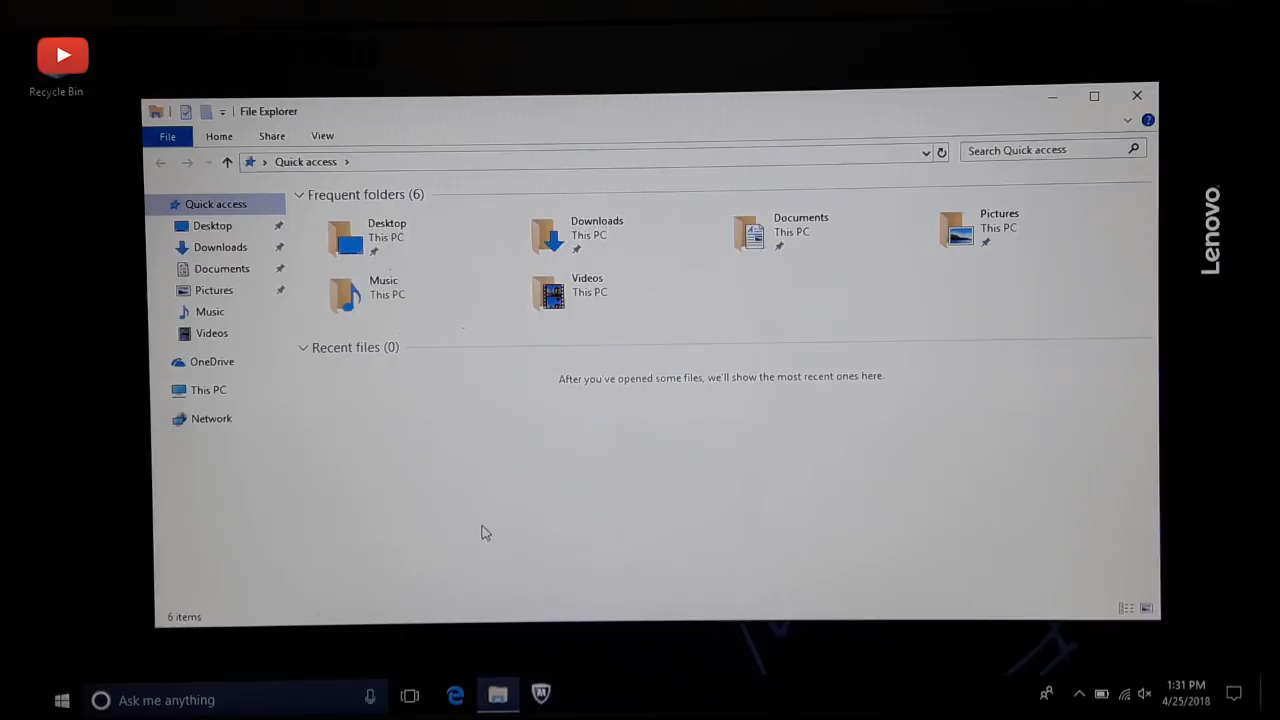 Recycle Bin
File Explorer
File Home Share View
Quick access
Search Quick access
Quick access
Desktop
Downloads
Documents
Pictures
Music
Videos
OneDrive
This PC
Network
Frequent folders (6)
Desktop
This PC
Downloads
This PC
Documents
This PC
Pictures
This PC
Music
This PC
Videos
This PC
Recent files (0)
After you've opened some files, we'll show the most recent ones here.
6 items
Lenovo
Ask me anything
1:31 PM
4/25/2018